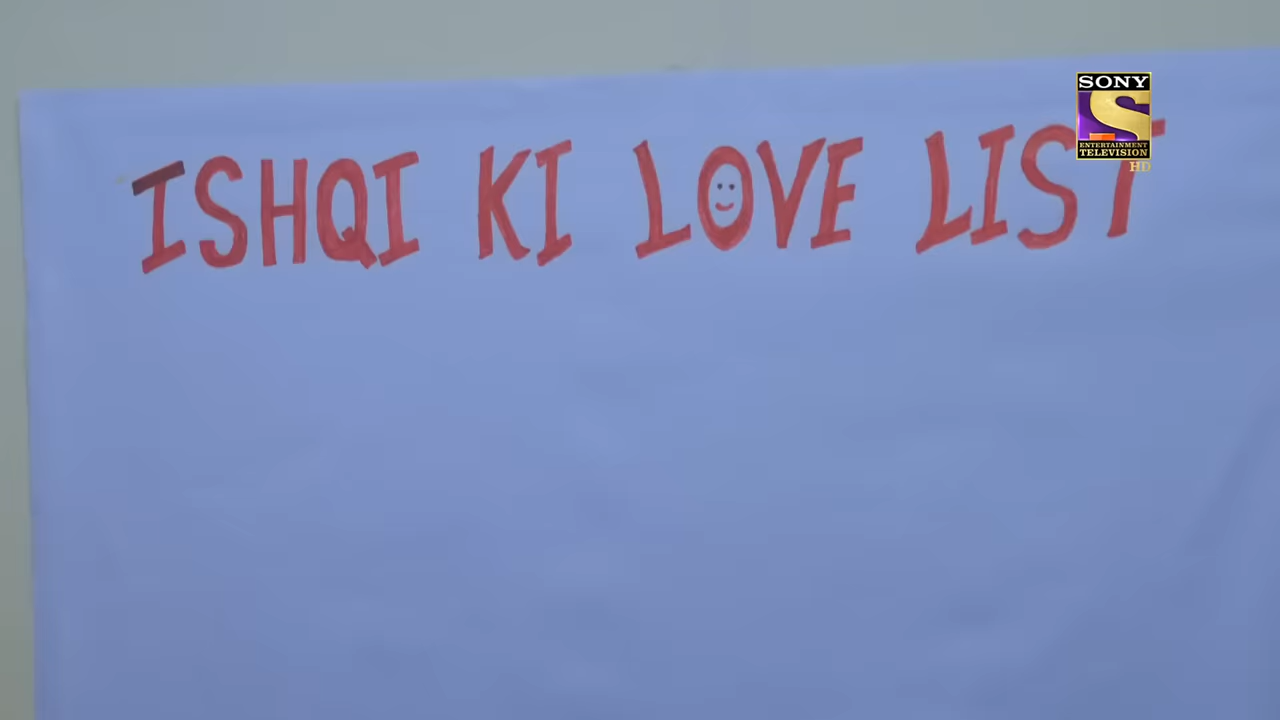 ISHQI KI LOVE LIST
SONY
ENTERTAINMENT
TELEVISION
HD